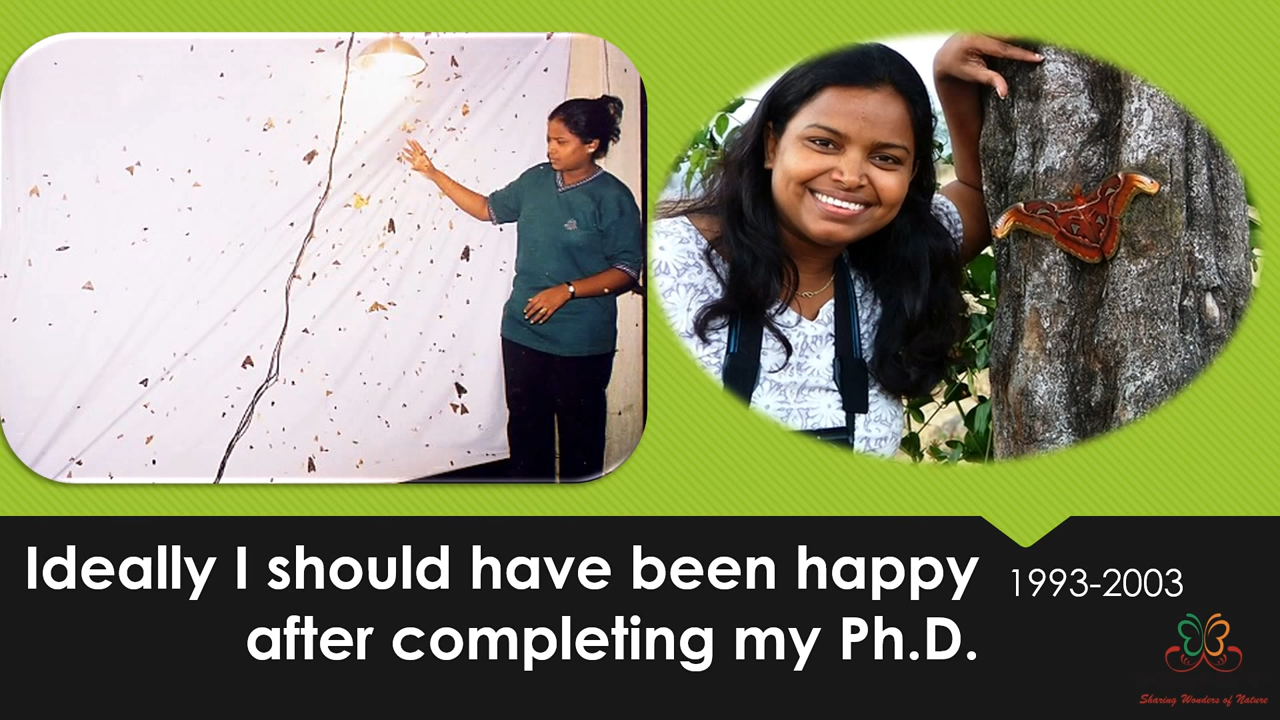 Ideally I should have been happy
after completing my Ph.D.
1993-2003
Sharing Wonders of Nature